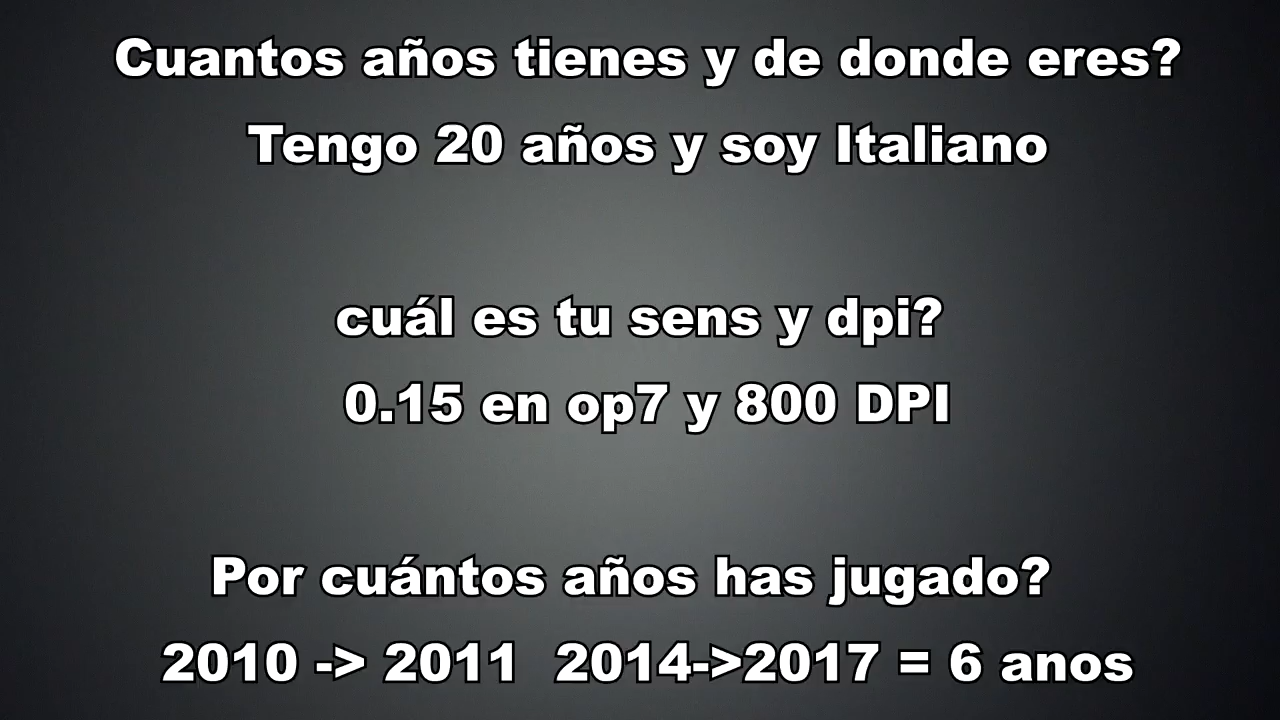 Cuantos años tienes y de donde eres?
Tengo 20 años y soy Italiano
cuál es tu sens y dpi?
0.15 en op7 y 800 DPI
Por cuántos años has jugado?
2010 -> 2011  2014->2017 = 6 anos